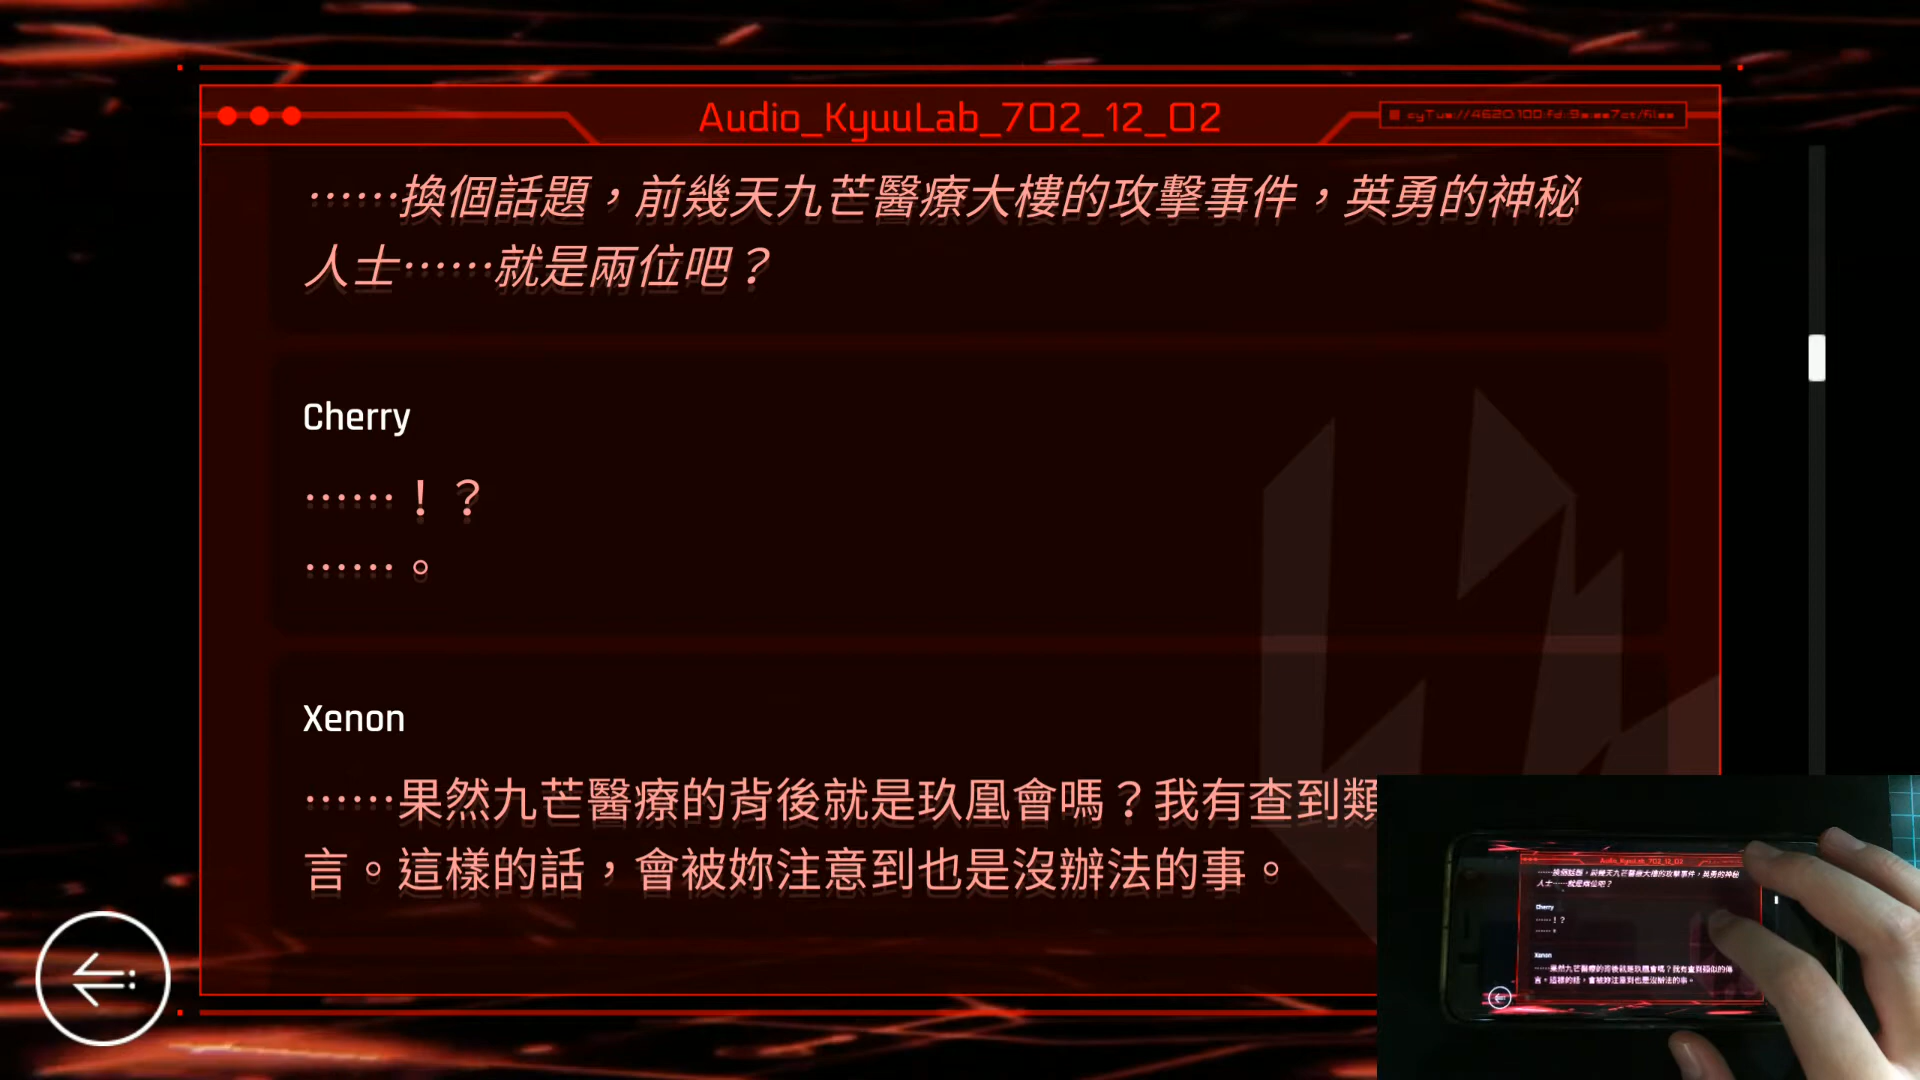 Audio_KyuuLab_702_12_02
……換個話題，前幾天九芒醫療大樓的攻擊事件，英勇的神秘
人士……就是兩位吧？
Cherry
……！？
……。
Xenon
……果然九芒醫療的背後就是玖凰會嗎？我有查到類
言。這樣的話，會被妳注意到也是沒辦法的事。